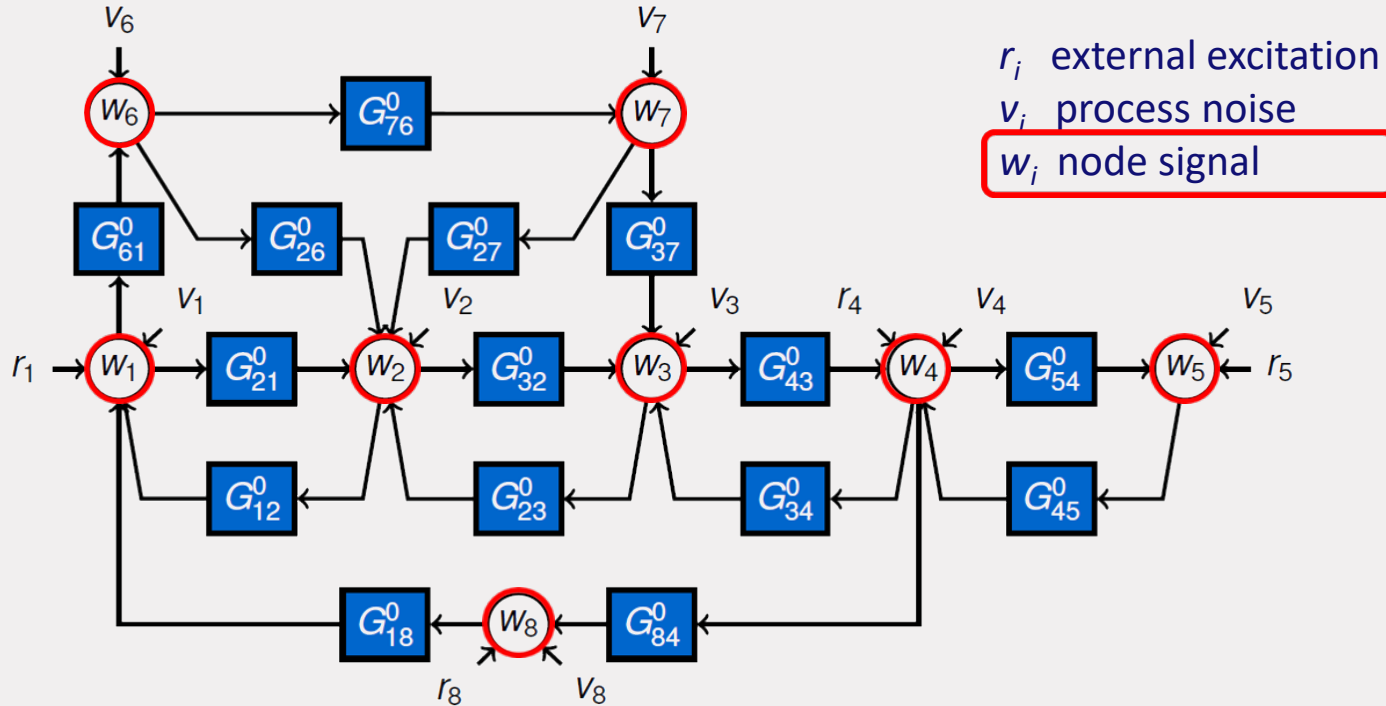 v₆ v₇
rᵢ external excitation
vᵢ process noise
wᵢ node signal
w₆ G⁰₇₆ w₇
G⁰₆₁ G⁰₂₆ G⁰₂₇ G⁰₃₇
v₁ v₂ v₃ r₄ v₄ v₅
r₁ w₁ G⁰₂₁ w₂ G⁰₃₂ w₃ G⁰₄₃ w₄ G⁰₅₄ w₅ r₅
G⁰₁₂ G⁰₂₃ G⁰₃₄ G⁰₄₅
G⁰₁₈ w₈ G⁰₈₄
r₈ v₈